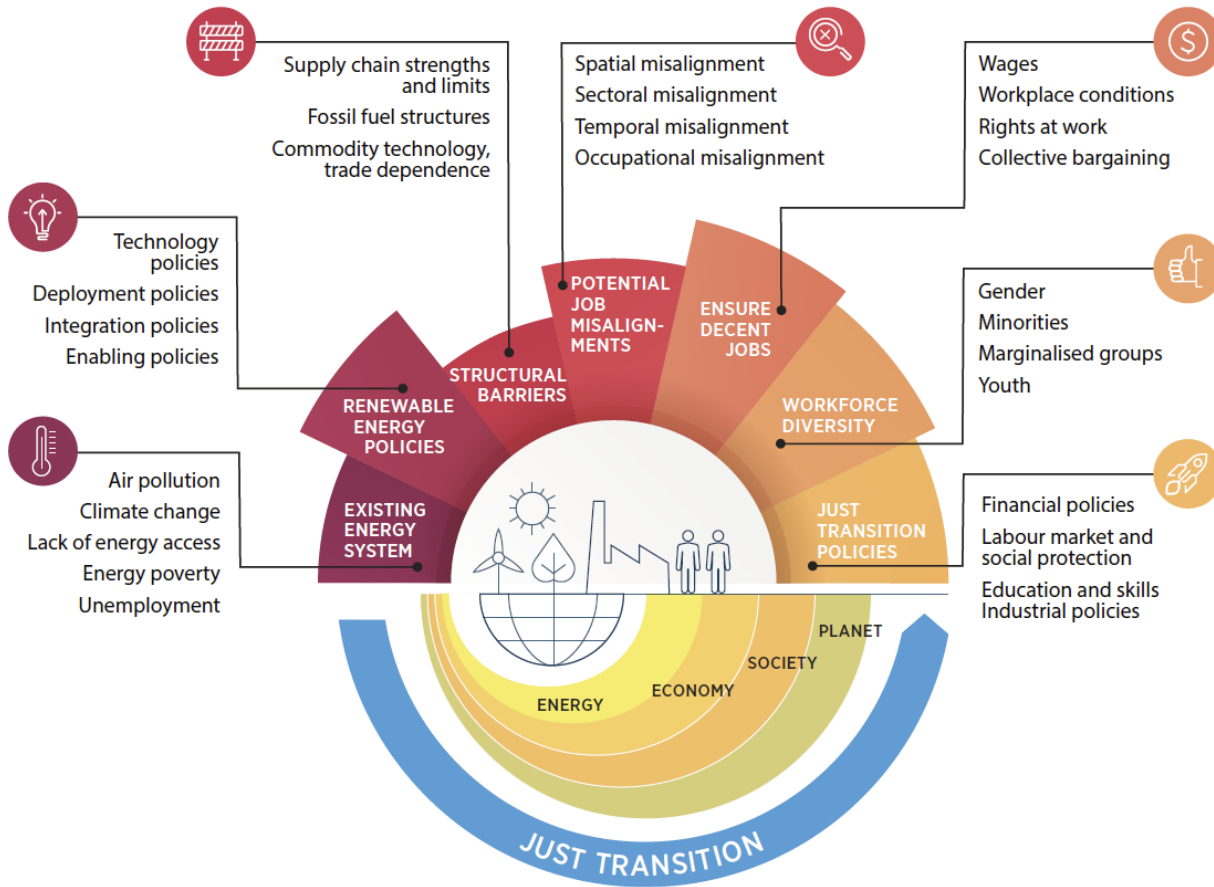 Supply chain strengths
and limits
Fossil fuel structures
Commodity technology,
trade dependence
Spatial misalignment
Sectoral misalignment
Temporal misalignment
Occupational misalignment
$
Wages
Workplace conditions
Rights at work
Collective bargaining
Technology
policies
Deployment policies
Integration policies
Enabling policies
Gender
Minorities
Marginalised groups
Youth
Air pollution
Climate change
Lack of energy access
Energy poverty
Unemployment
Financial policies
Labour market and
social protection
Education and skills
Industrial policies
EXISTING
ENERGY
SYSTEM
RENEWABLE
ENERGY
POLICIES
STRUCTURAL
BARRIERS
POTENTIAL
JOB
MISALIGN-
MENTS
ENSURE
DECENT
JOBS
WORKFORCE
DIVERSITY
JUST
TRANSITION
POLICIES
ENERGY
ECONOMY
SOCIETY
PLANET
JUST TRANSITION